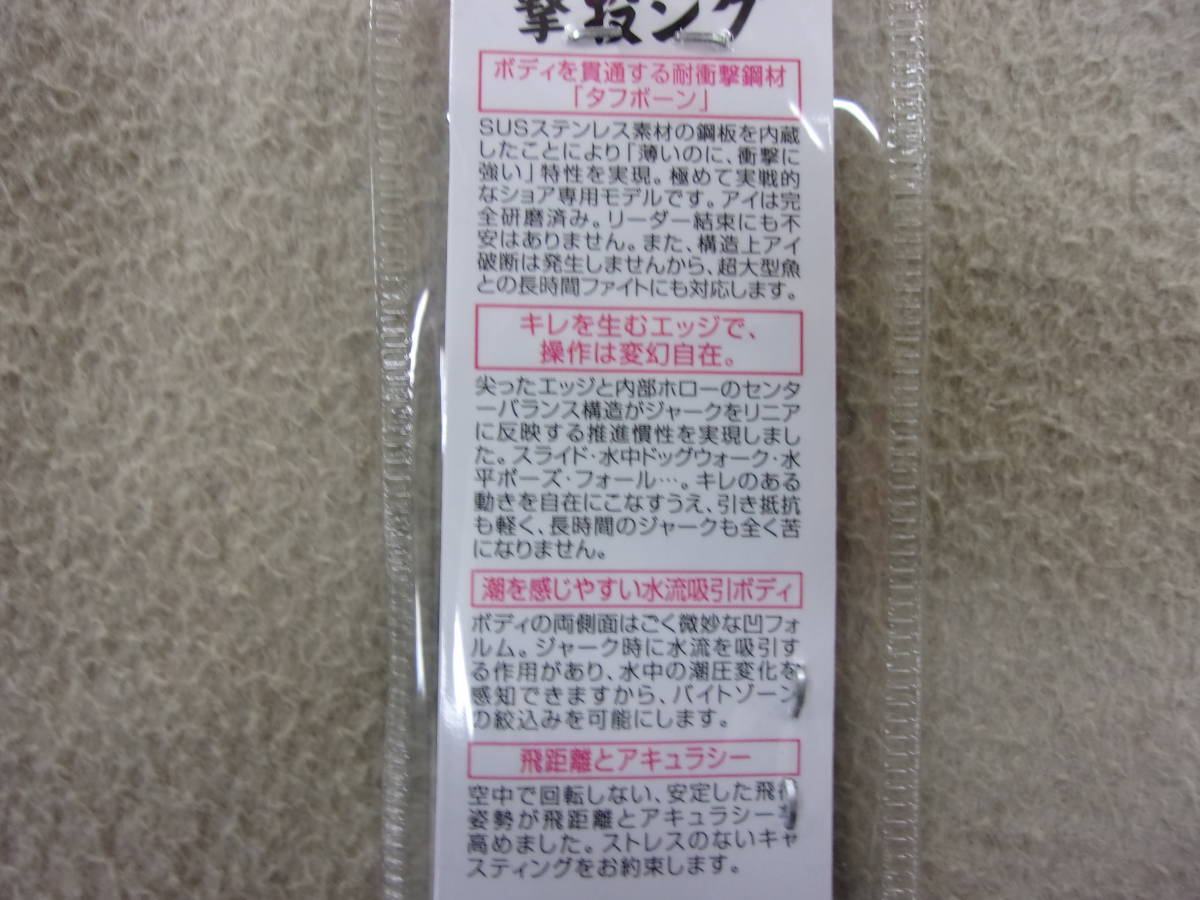 撃投ジグ
ボディを貫通する耐衝撃鋼材
「タフボーン」
SUSステンレス素材の鋼板を内蔵
したことにより「薄いのに、衝撃に
強い」特性を実現。極めて実戦的
なショア専用モデルです。アイは完
全研磨済み。リーダー結束にも不
安はありません。また、構造上アイ
破断は発生しませんから、超大型魚
との長時間ファイトにも対応します。
キレを生むエッジで、
操作は変幻自在。
尖ったエッジと内部ホローのセンタ
ーバランス構造がジャークをリニア
に反映する推進慣性を実現しまし
た。スライド・水中ドッグウォーク・水
平ポーズ・フォール…。キレのある
動きを自在にこなすうえ、引き抵抗
も軽く、長時間のジャークも全く苦
になりません。
潮を感じやすい水流吸引ボディ
ボディの両側面はごく微妙な凹フォ
ルム。ジャーク時に水流を吸引す
る作用があり、水中の潮圧変化を
感知できますから、バイトゾーン
の絞込みを可能にします。
飛距離とアキュラシー
空中で回転しない、安定した飛行
姿勢が飛距離とアキュラシーを
高めました。ストレスのないキャ
スティングをお約束します。